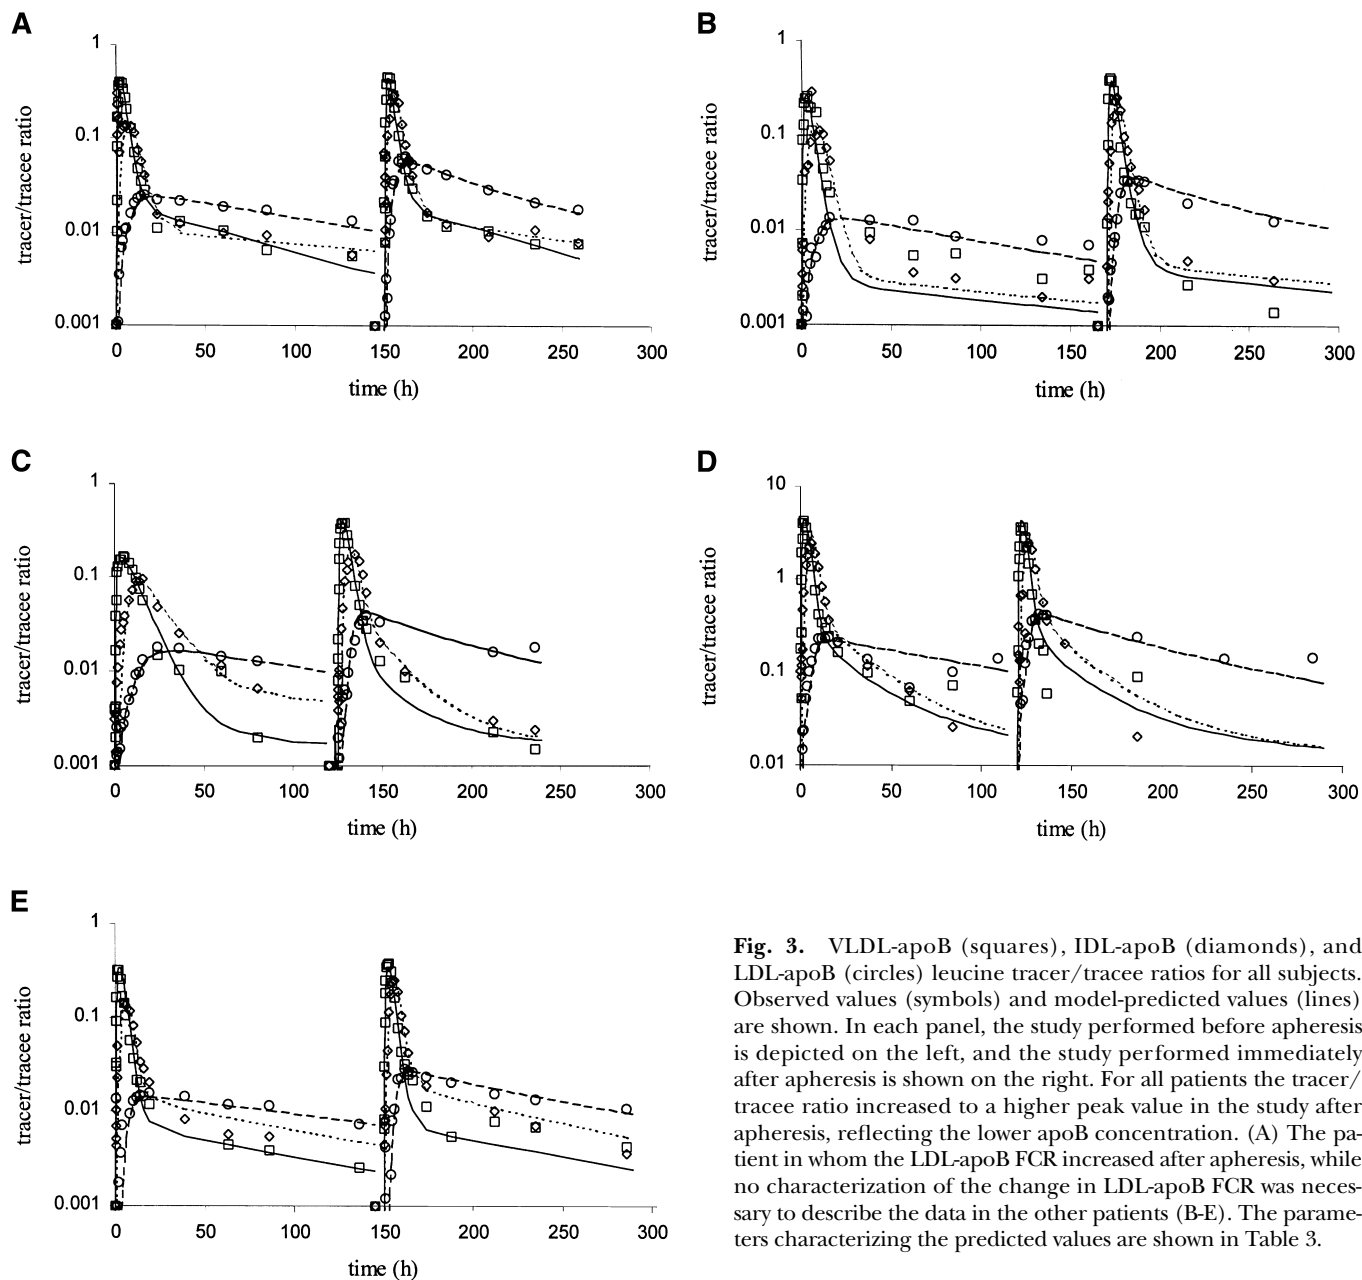 A
1
0.1
0.01
0.001
tracer/tracee ratio
0 50 100 150 200 250 300
time (h)
B
1
0.1
0.01
0.001
tracer/tracee ratio
0 50 100 150 200 250 300
time (h)
C
1
0.1
0.01
0.001
tracer/tracee ratio
0 50 100 150 200 250 300
time (h)
D
10
1
0.1
0.01
tracer/tracee ratio
0 50 100 150 200 250 300
time (h)
E
1
0.1
0.01
0.001
tracer/tracee ratio
0 50 100 150 200 250 300
time (h)
Fig. 3. VLDL-apoB (squares), IDL-apoB (diamonds), and
LDL-apoB (circles) leucine tracer/tracee ratios for all subjects.
Observed values (symbols) and model-predicted values (lines)
are shown. In each panel, the study performed before apheresis
is depicted on the left, and the study performed immediately
after apheresis is shown on the right. For all patients the tracer/
tracee ratio increased to a higher peak value in the study after
apheresis, reflecting the lower apoB concentration. (A) The pa-
tient in whom the LDL-apoB FCR increased after apheresis, while
no characterization of the change in LDL-apoB FCR was neces-
sary to describe the data in the other patients (B-E). The parame-
ters characterizing the predicted values are shown in Table 3.